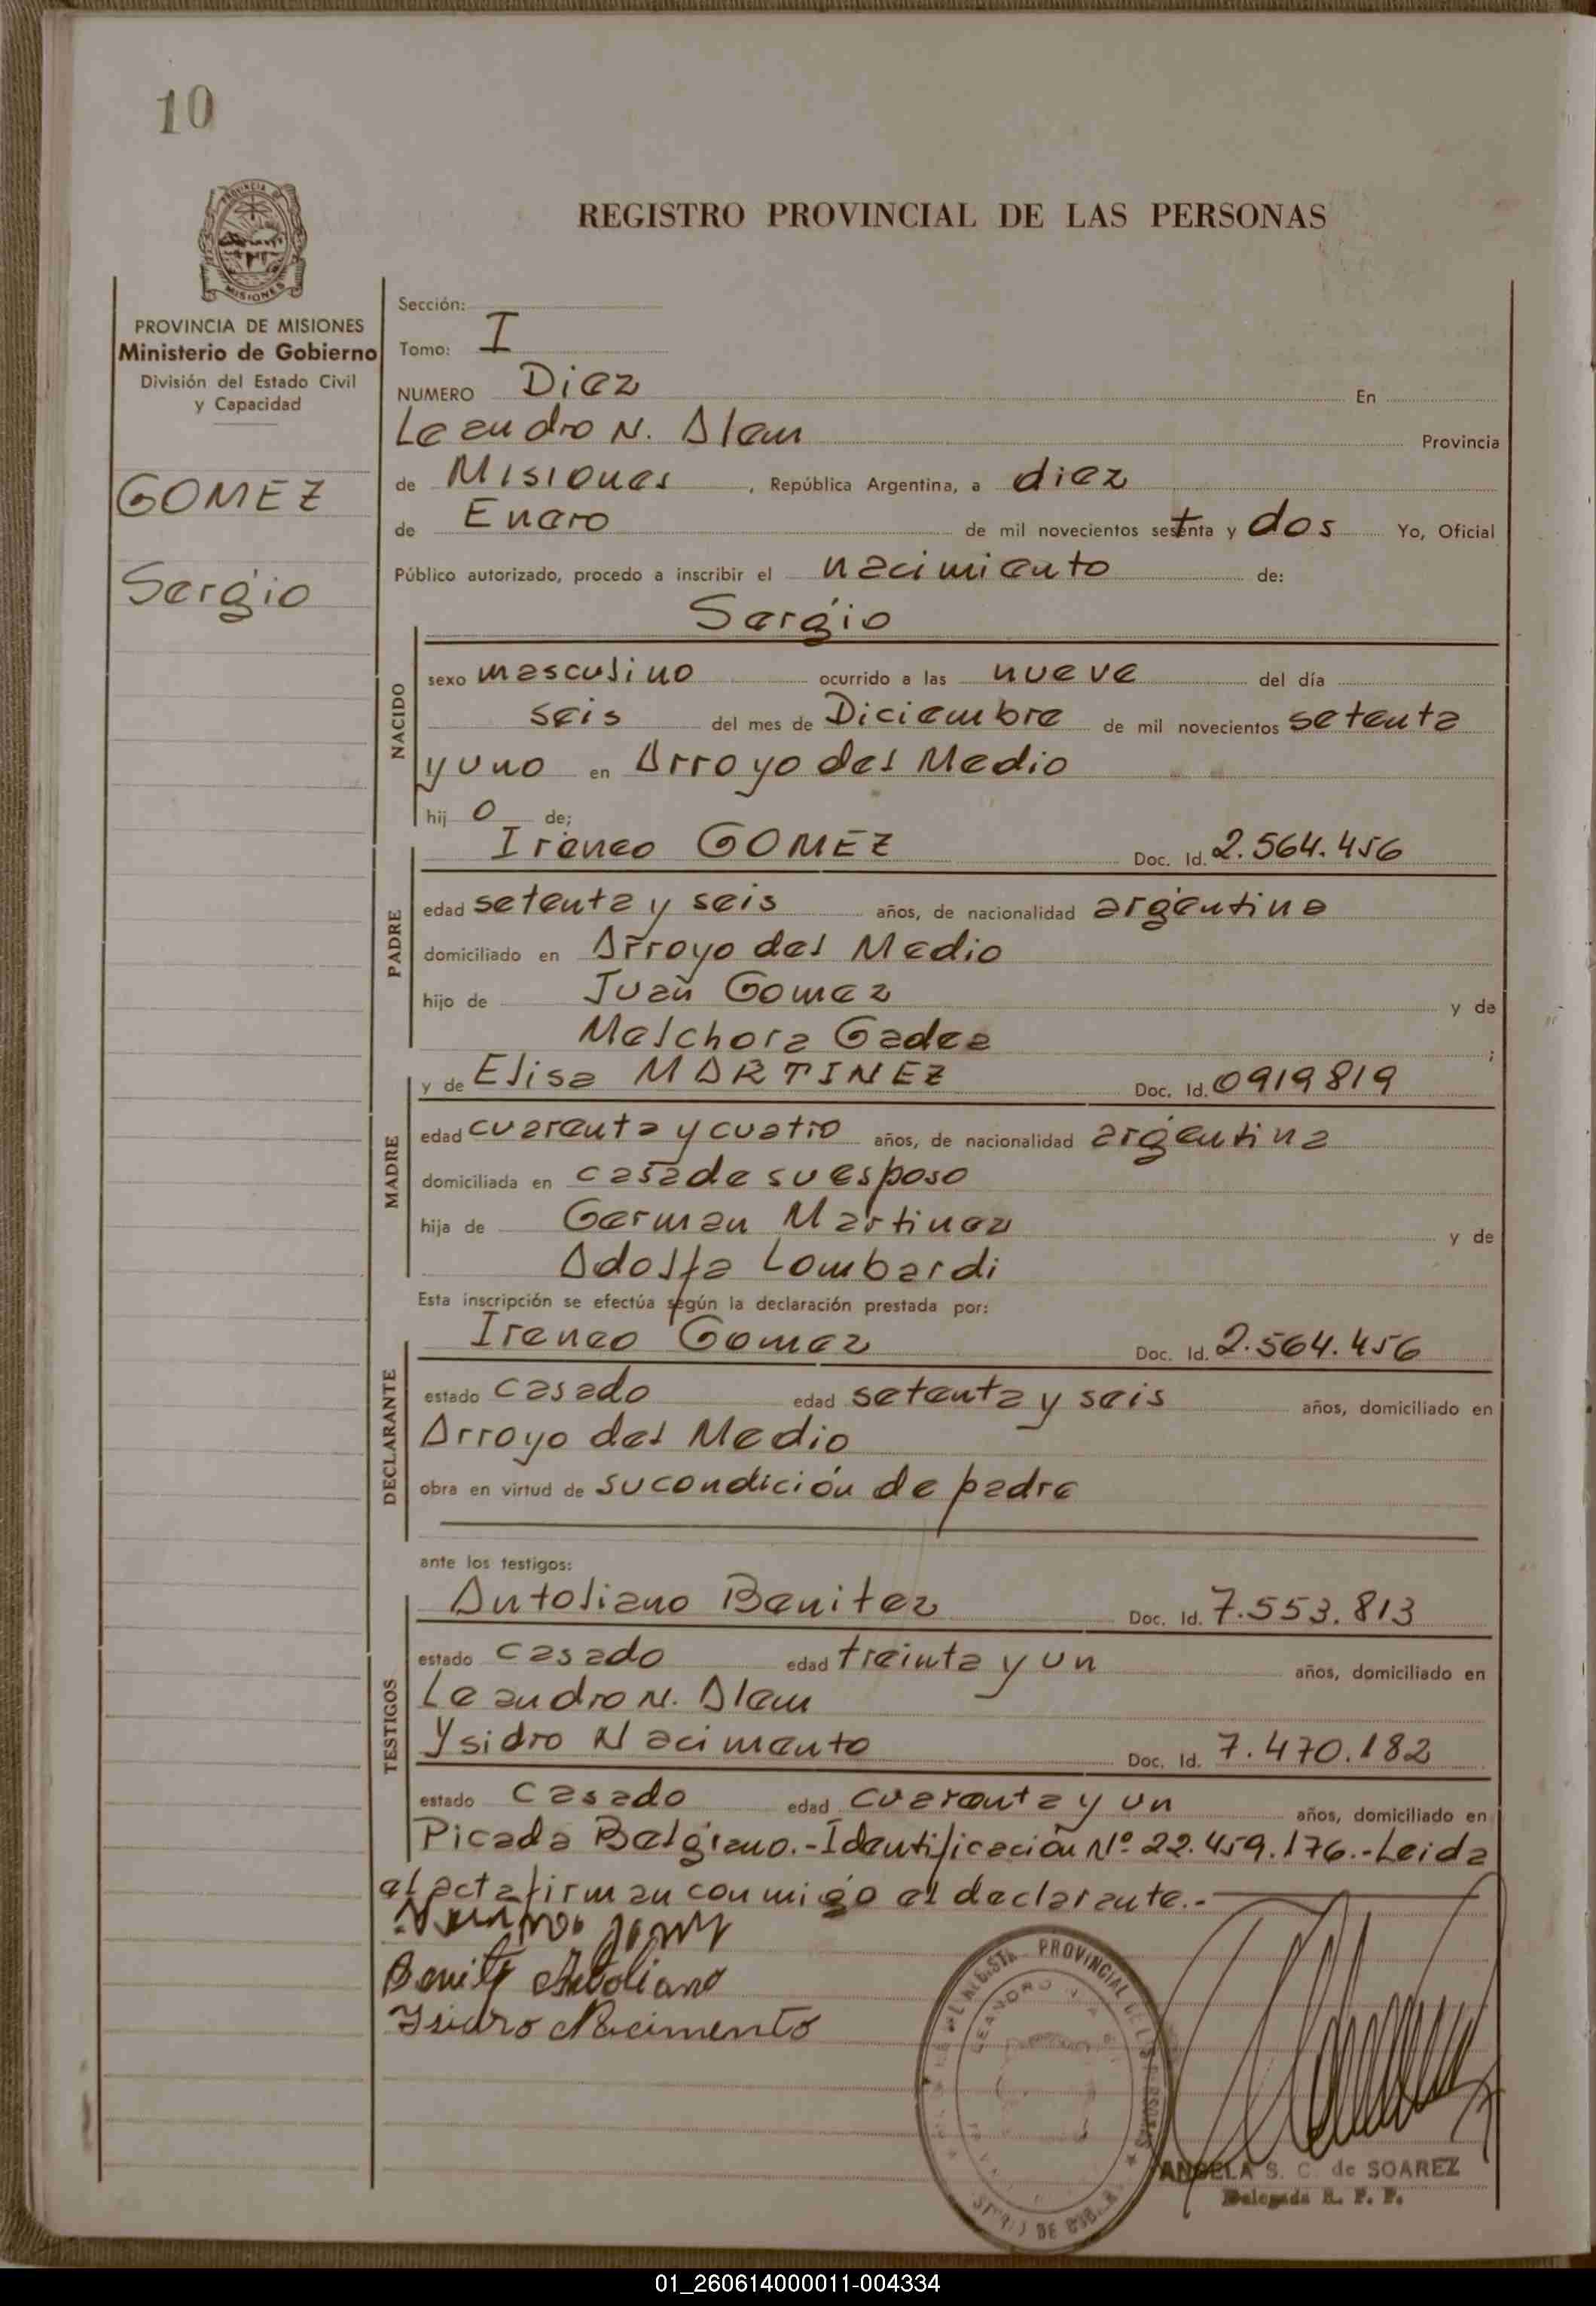 10
REGISTRO PROVINCIAL DE LAS PERSONAS
PROVINCIA DE MISIONES
Ministerio de Gobierno
División del Estado Civil
y Capacidad
GOMEZ
Sergio
Sección:
Tomo: I
NUMERO Diez En
Leandro N. Alem Provincia
de Misiones, República Argentina, a diez
de Enero de mil novecientos setenta y dos Yo, Oficial
Público autorizado, procedo a inscribir el nacimiento de:
Sergio
NACIDO
sexo masculino ocurrido a las nueve del día
seis del mes de Diciembre de mil novecientos setenta
y uno en Arroyo del Medio
hij o de;
PADRE
Ireneo GOMEZ Doc. Id. 2.564.456
edad setenta y seis años, de nacionalidad argentina
domiciliado en Arroyo del Medio
hijo de Juan Gomez y de
Melchora Gadea ;
MADRE
y de Elisa MARTINEZ Doc. Id. 0919819
edad cuarenta y cuatro años, de nacionalidad argentina
domiciliada en casa de su esposo
hija de German Martinez y de
Adolfa Lombardi
Esta inscripción se efectúa según la declaración prestada por:
DECLARANTE
Ireneo Gomez Doc. Id. 2.564.456
estado casado edad setenta y seis años, domiciliado en
Arroyo del Medio
obra en virtud de su condición de padre
ante los testigos:
TESTIGOS
Antoliano Benitez Doc. Id. 7.553.813
estado casado edad treinta y un años, domiciliado en
Leandro N. Alem
Ysidro Nacimento Doc. Id. 7.470.182
estado casado edad cuarenta y un años, domiciliado en
Picada Belgrano.-Identificación Nº 22.459.176.-Leida
el acta firman conmigo el declarante.-
Benitez Antoliano
Isidro Nacimento
PROVINCIAL DE LAS PERSONAS
LEANDRO N.
ANGELA S. C. de SOAREZ
Delegada R. P. P.
01_260614000011-004334